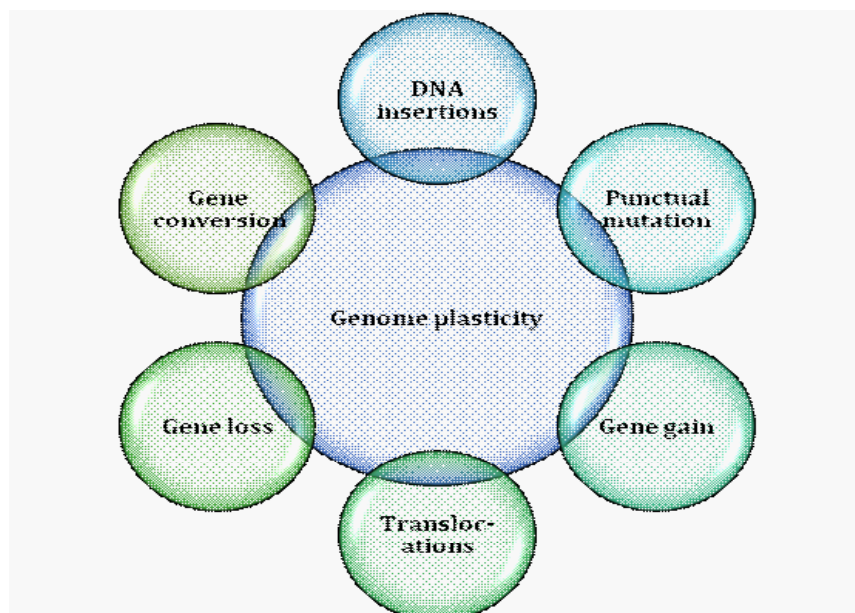 DNA
insertions
Punctual
mutation
Gene gain
Transloc-
ations
Gene loss
Gene
conversion
Genome plasticity